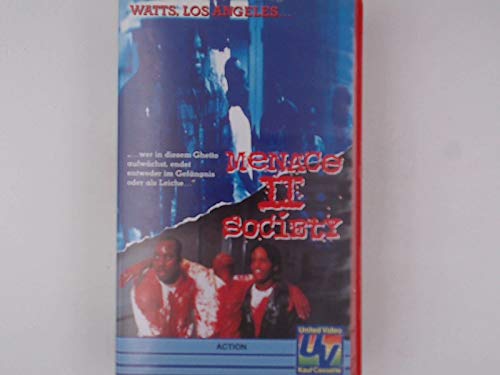 WATTS, LOS ANGELES...
„...wer in diesem Ghetto
aufwächst, endet
entweder im Gefängnis
oder als Leiche...“
MENACE
II
SOCIETY
United Video
UV
Kauf Cassette
ACTION